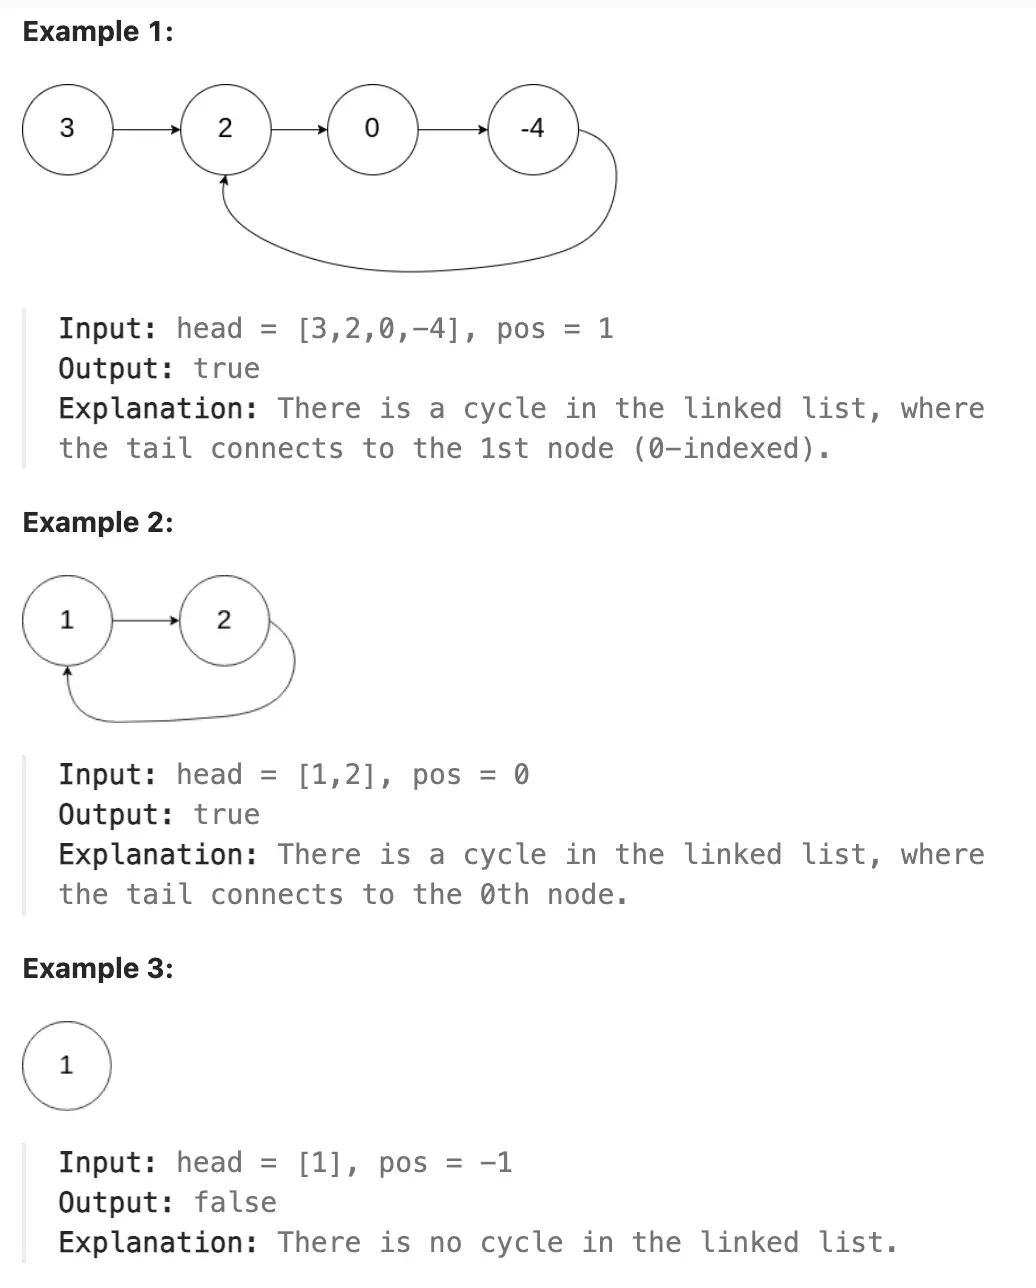 Example 1:
3 2 0 -4
Input: head = [3,2,0,-4], pos = 1
Output: true
Explanation: There is a cycle in the linked list, where
the tail connects to the 1st node (0-indexed).
Example 2:
1 2
Input: head = [1,2], pos = 0
Output: true
Explanation: There is a cycle in the linked list, where
the tail connects to the 0th node.
Example 3:
1
Input: head = [1], pos = -1
Output: false
Explanation: There is no cycle in the linked list.